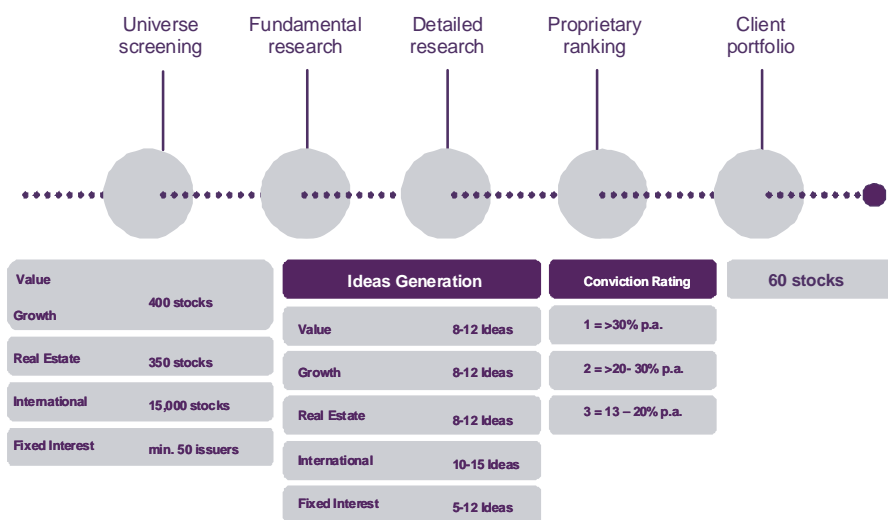 Universe
screening
Fundamental
research
Detailed
research
Proprietary
ranking
Client
portfolio
Value
Growth
400 stocks
Real Estate 350 stocks
International 15,000 stocks
Fixed Interest min. 50 issuers
Ideas Generation
Value 8-12 Ideas
Growth 8-12 Ideas
Real Estate 8-12 Ideas
International 10-15 Ideas
Fixed Interest 5-12 Ideas
Conviction Rating
1 = >30% p.a.
2 = >20- 30% p.a.
3 = 13 – 20% p.a.
60 stocks